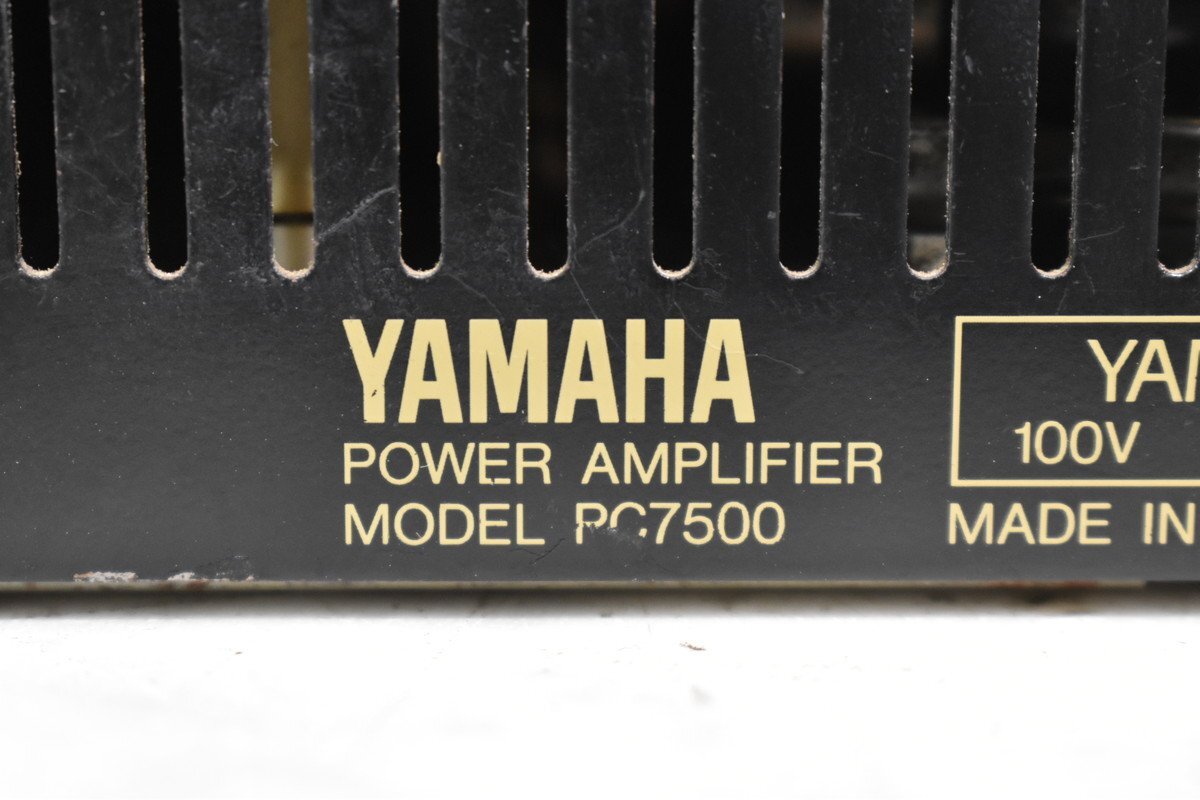 YAMAHA
POWER AMPLIFIER
MODEL PC7500
100V
MADE IN